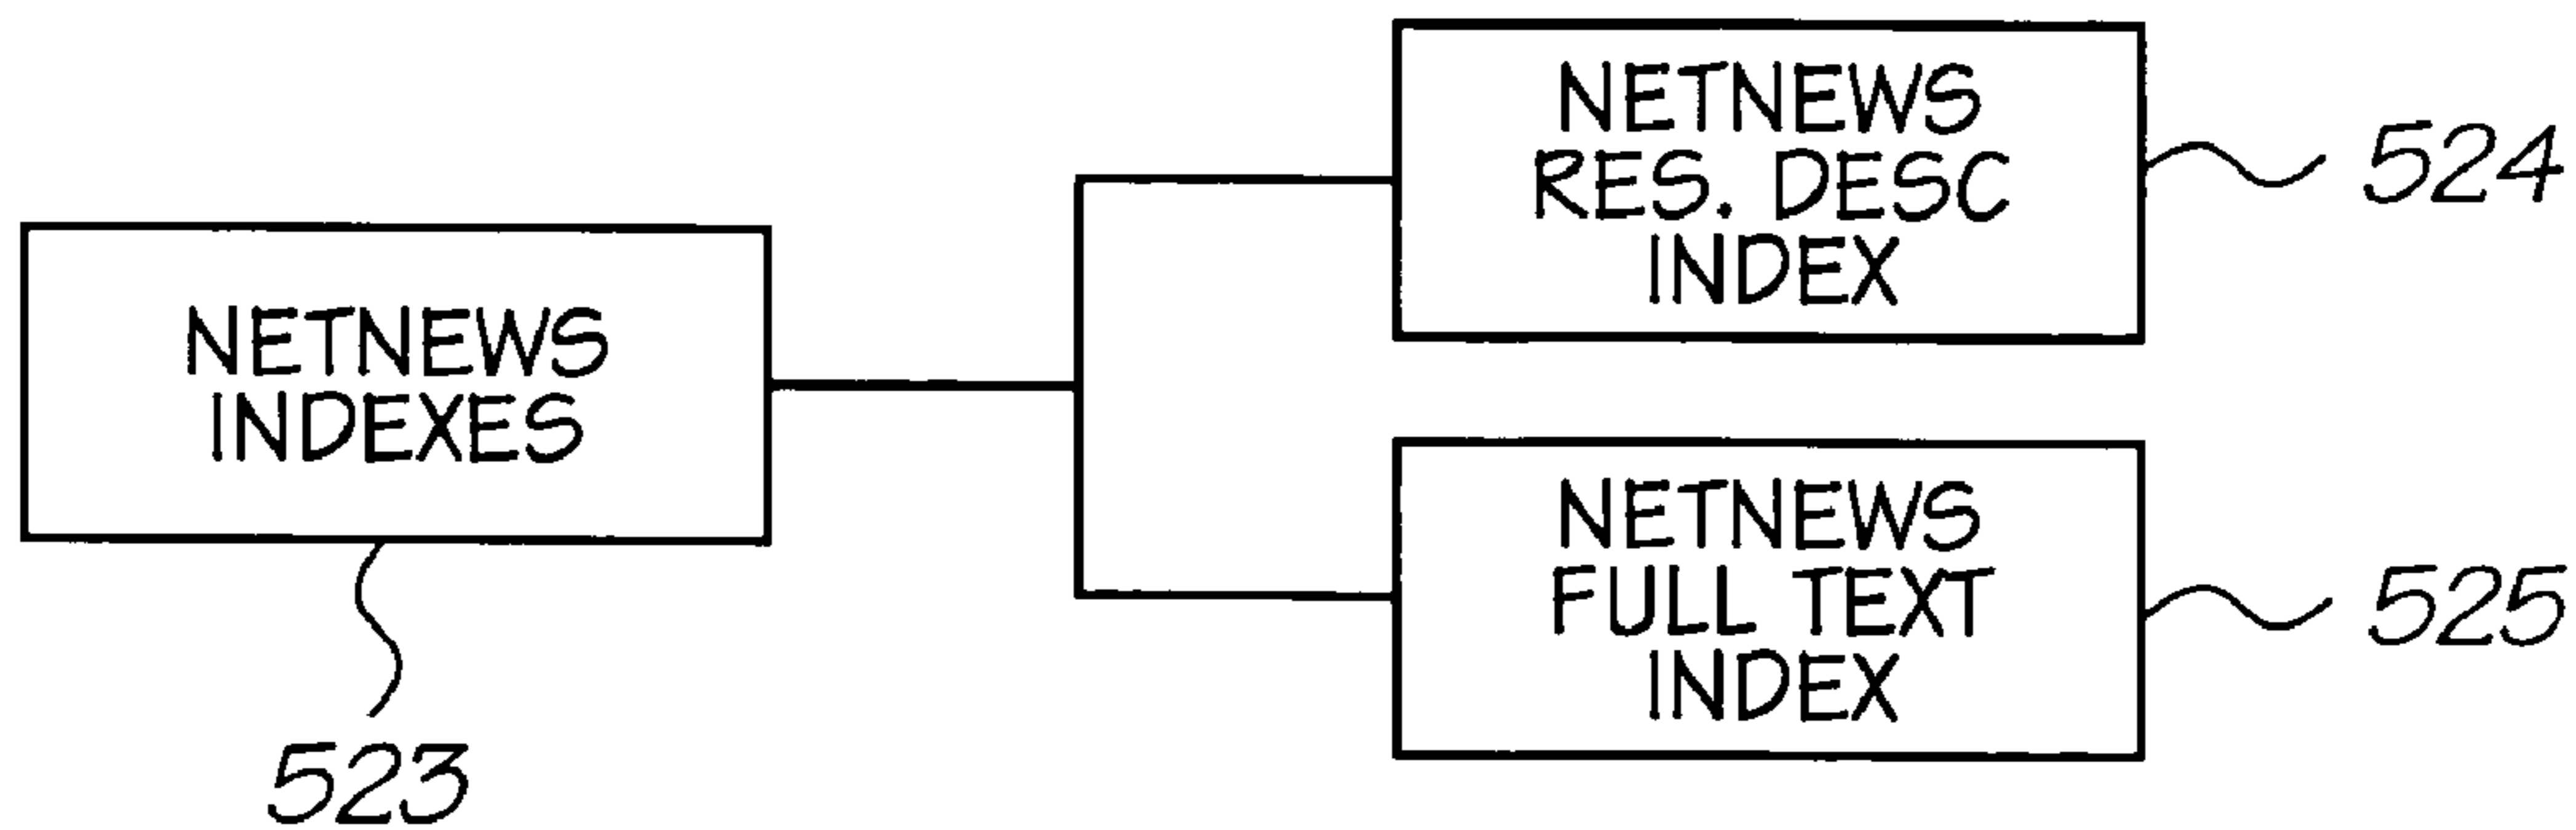 NETNEWS
INDEXES
523
NETNEWS
RES. DESC
INDEX
524
NETNEWS
FULL TEXT
INDEX
525